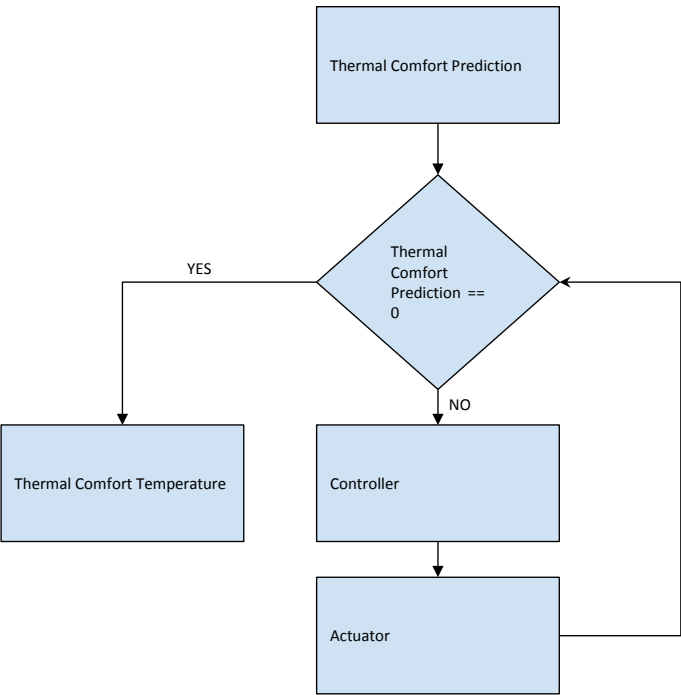 Thermal Comfort Prediction
Thermal
Comfort
Prediction ==
0
YES
NO
Thermal Comfort Temperature
Controller
Actuator